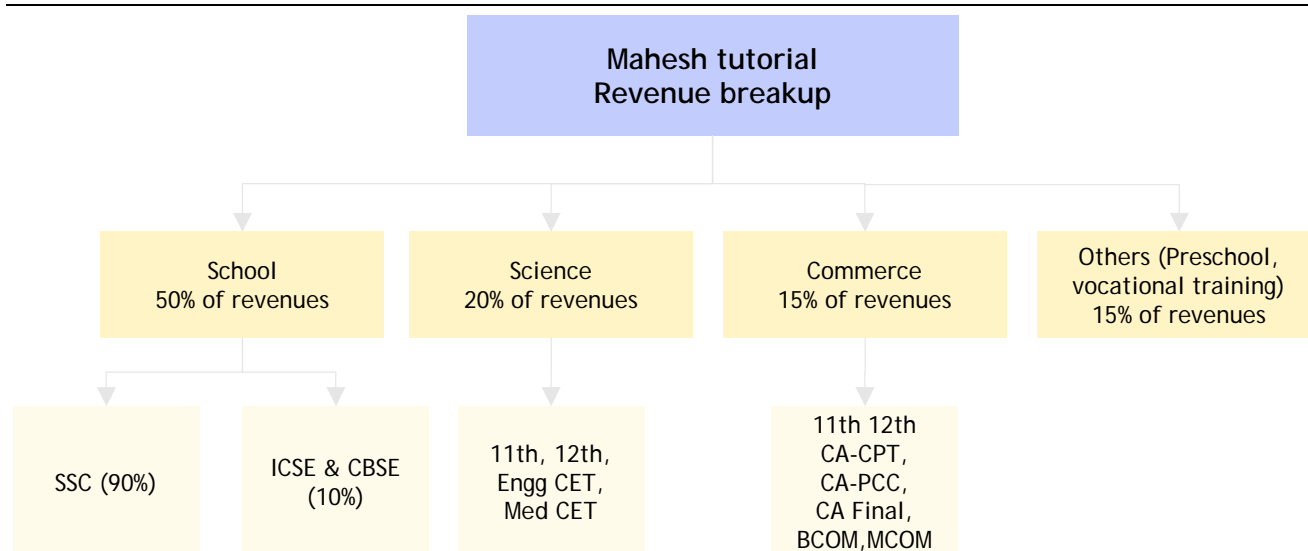 Mahesh tutorial
Revenue breakup
School
50% of revenues
Science
20% of revenues
Commerce
15% of revenues
Others (Preschool,
vocational training)
15% of revenues
SSC (90%)
ICSE & CBSE
(10%)
11th, 12th,
Engg CET,
Med CET
11th 12th
CA-CPT,
CA-PCC,
CA Final,
BCOM,MCOM